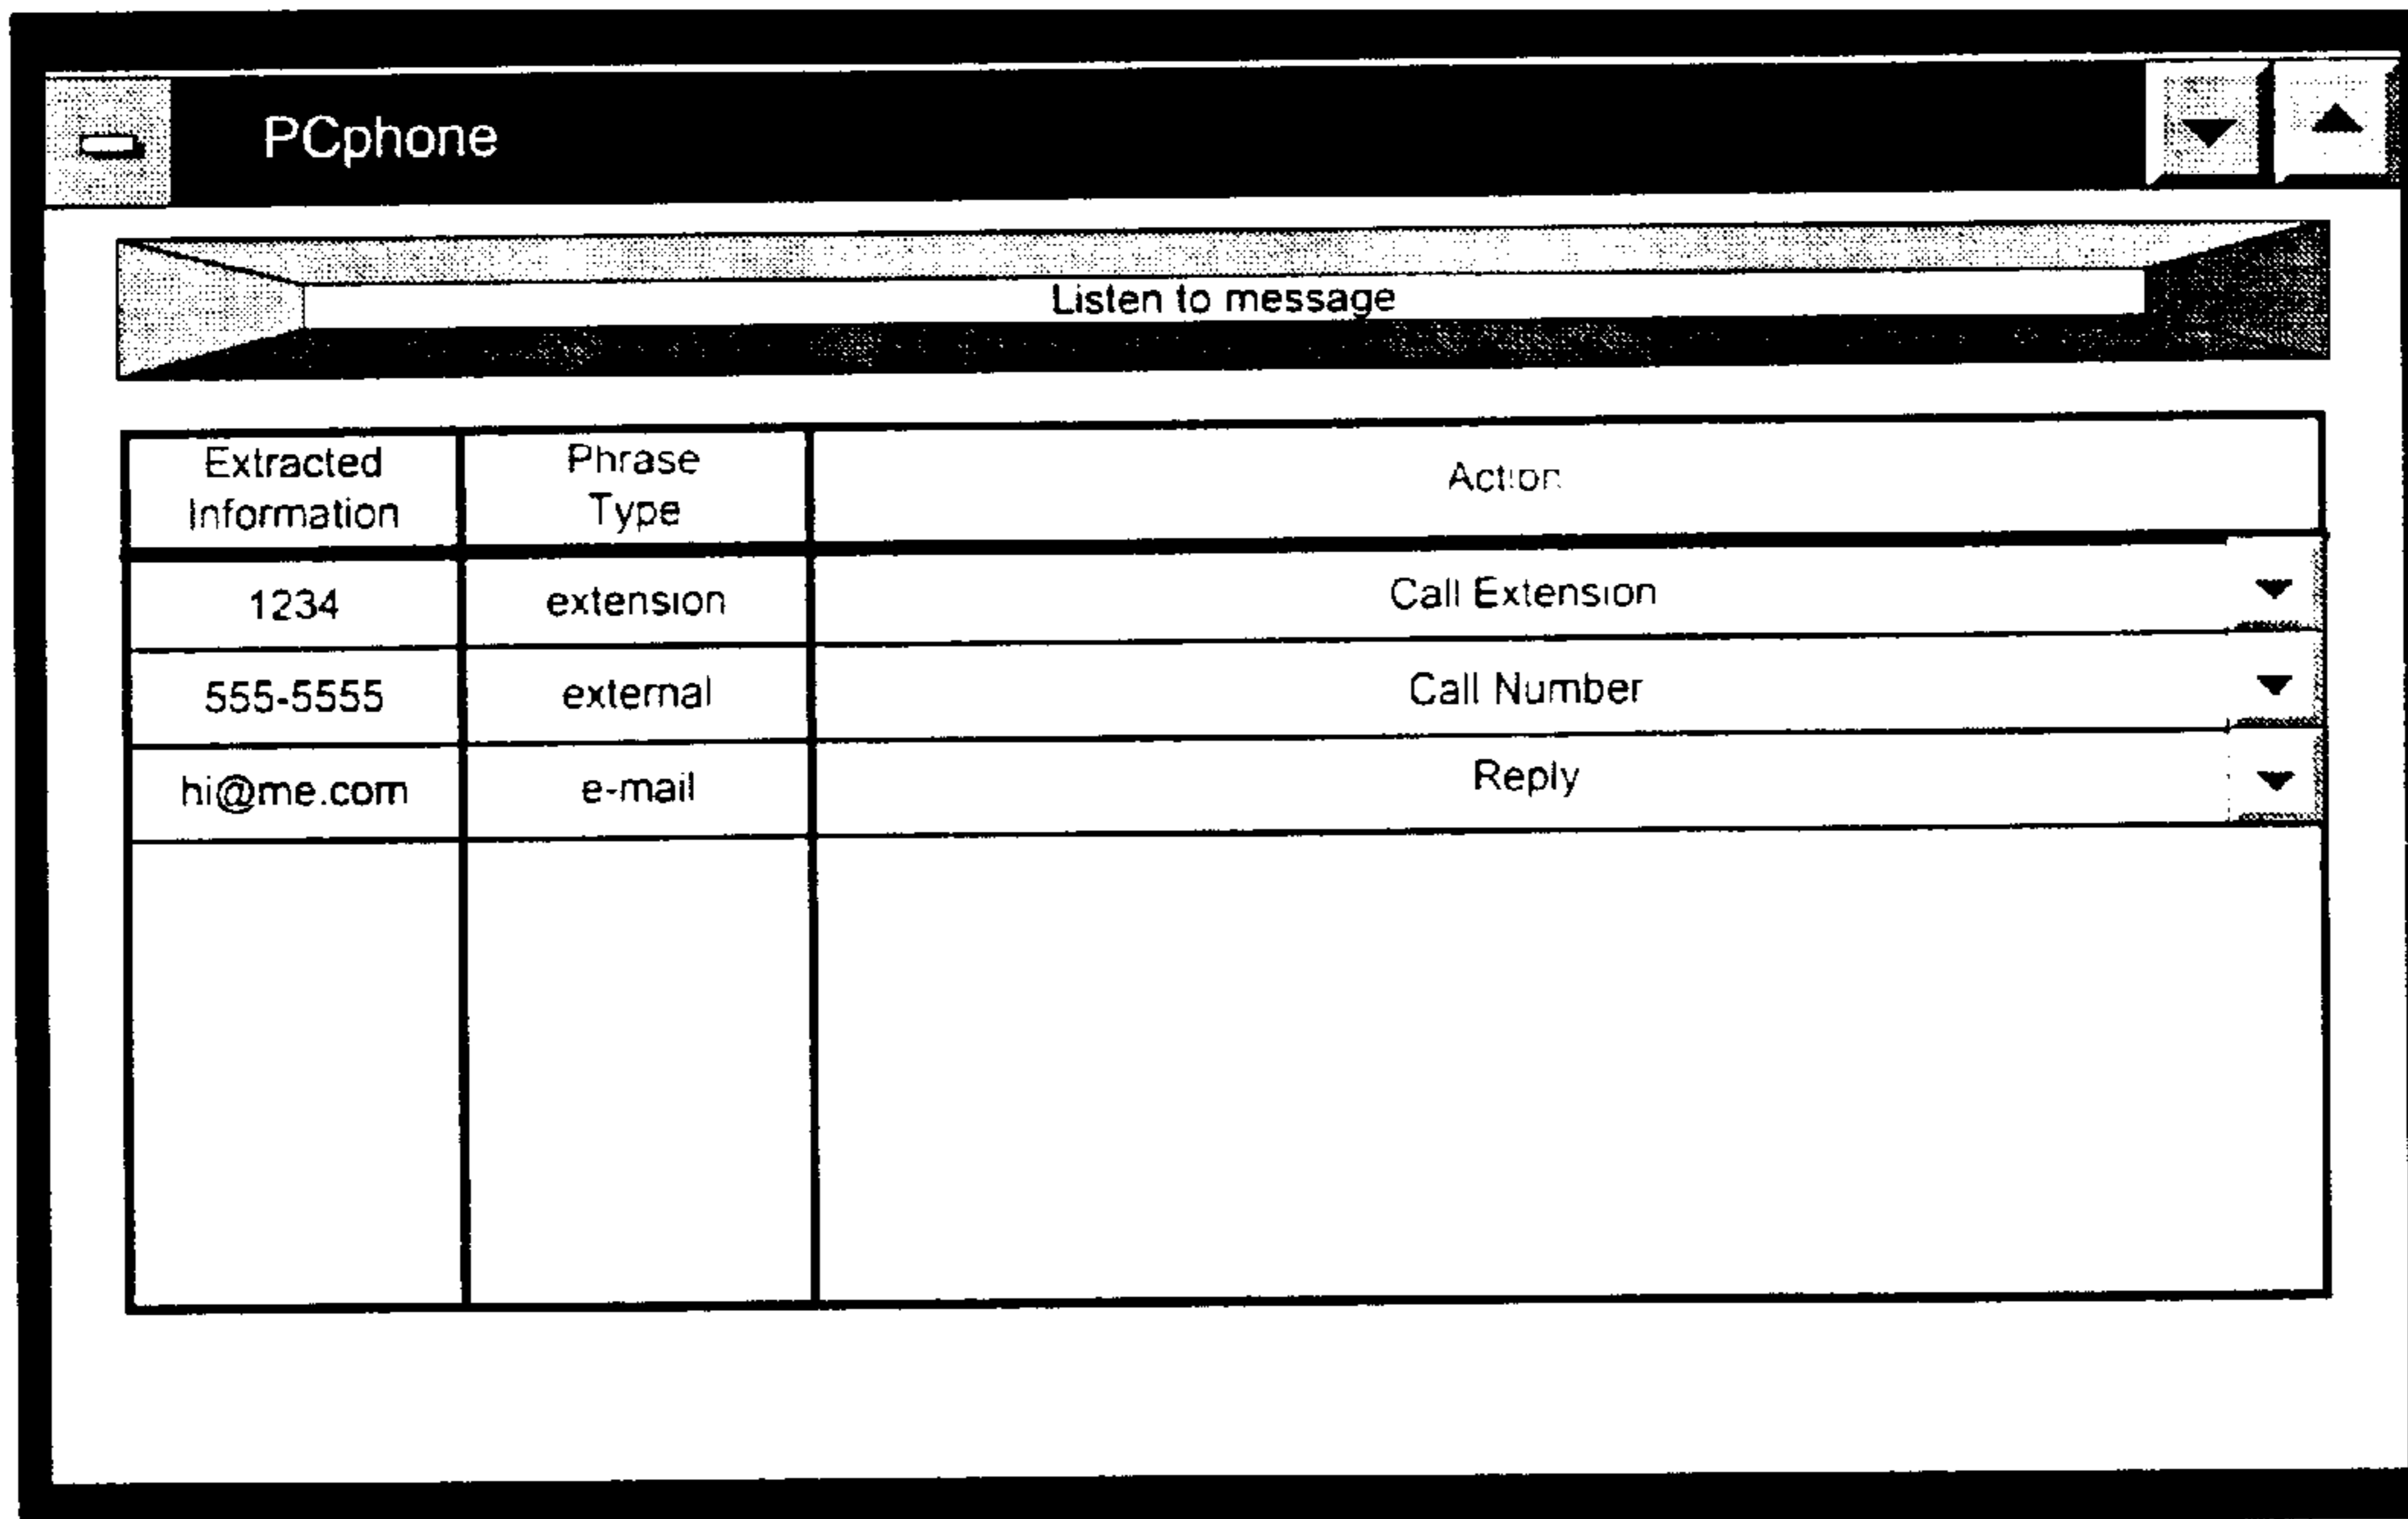 PCphone
Listen to message
Extracted Information Phrase Type Action
1234 extension Call Extension
555-5555 external Call Number
hi@me.com e-mail Reply